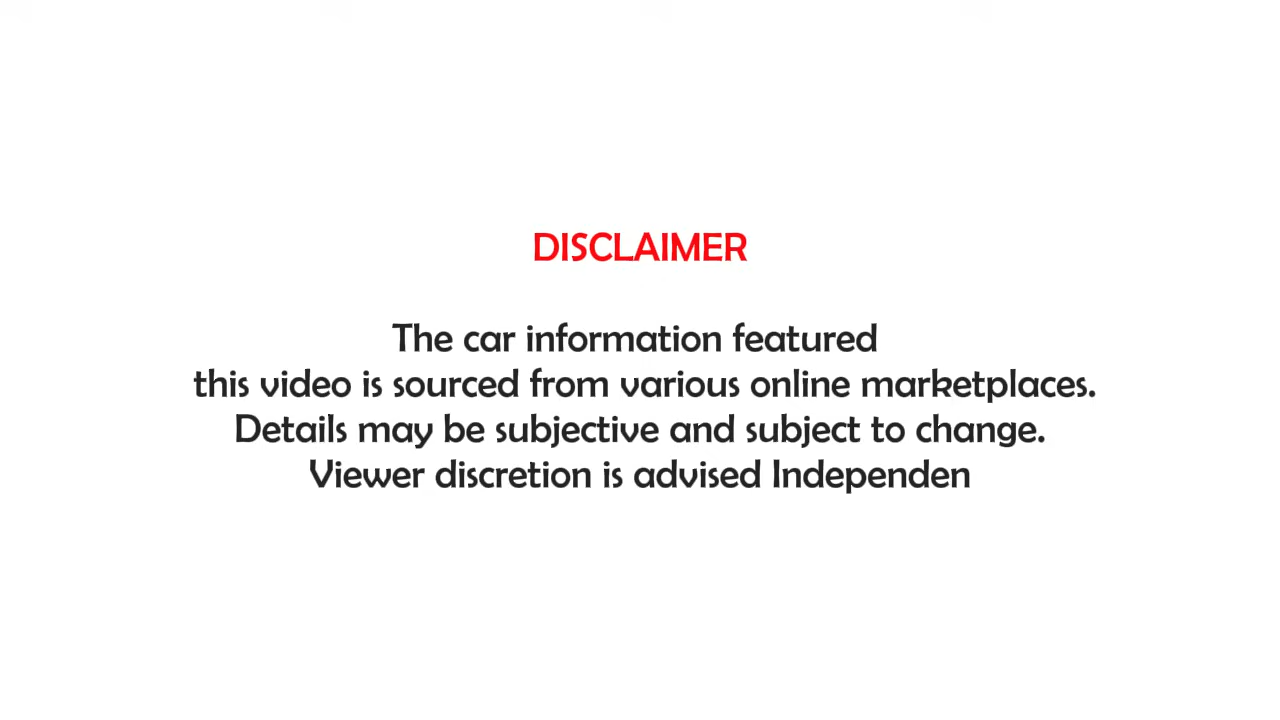 DISCLAIMER
The car information featured
this video is sourced from various online marketplaces.
Details may be subjective and subject to change.
Viewer discretion is advised Independen